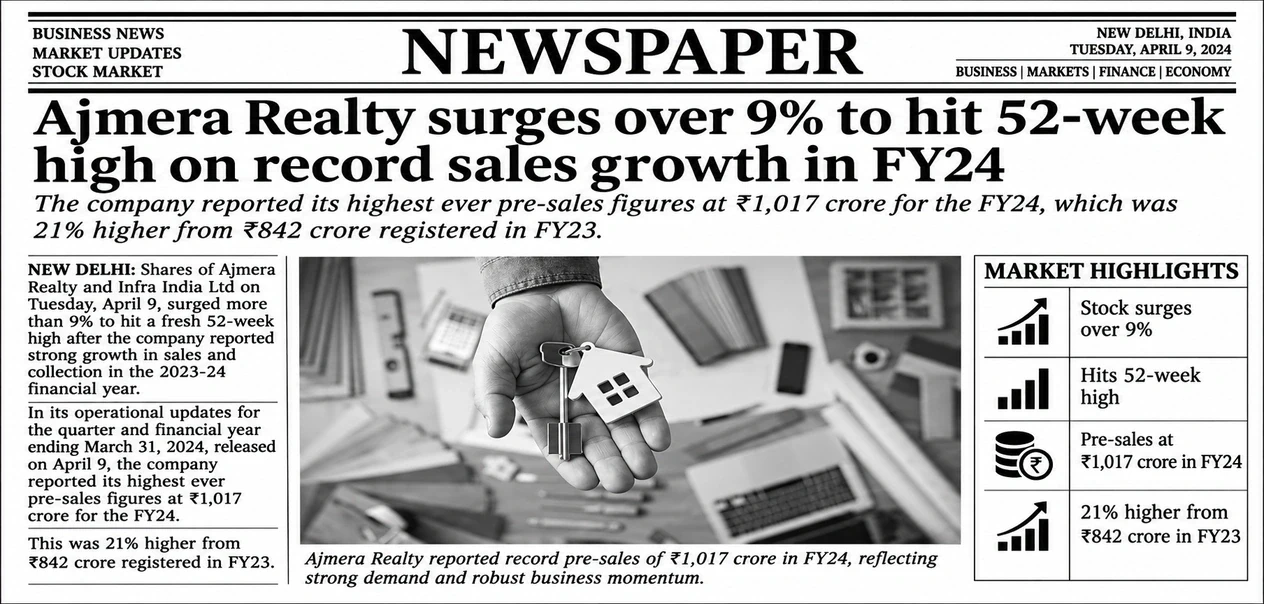 BUSINESS NEWS
MARKET UPDATES
STOCK MARKET
NEWSPAPER
NEW DELHI, INDIA
TUESDAY, APRIL 9, 2024
BUSINESS | MARKETS | FINANCE | ECONOMY
Ajmera Realty surges over 9% to hit 52-week
high on record sales growth in FY24
The company reported its highest ever pre-sales figures at ₹1,017 crore for the FY24, which was
21% higher from ₹842 crore registered in FY23.
NEW DELHI: Shares of Ajmera
Realty and Infra India Ltd on
Tuesday, April 9, surged more
than 9% to hit a fresh 52-week
high after the company reported
strong growth in sales and
collection in the 2023-24
financial year.
In its operational updates for
the quarter and financial year
ending March 31, 2024, released
on April 9, the company
reported its highest ever
pre-sales figures at ₹1,017
crore for the FY24.
This was 21% higher from
₹842 crore registered in FY23.
Ajmera Realty reported record pre-sales of ₹1,017 crore in FY24, reflecting
strong demand and robust business momentum.
MARKET HIGHLIGHTS
Stock surges
over 9%
Hits 52-week
high
₹
Pre-sales at
₹1,017 crore in FY24
21% higher from
₹842 crore in FY23